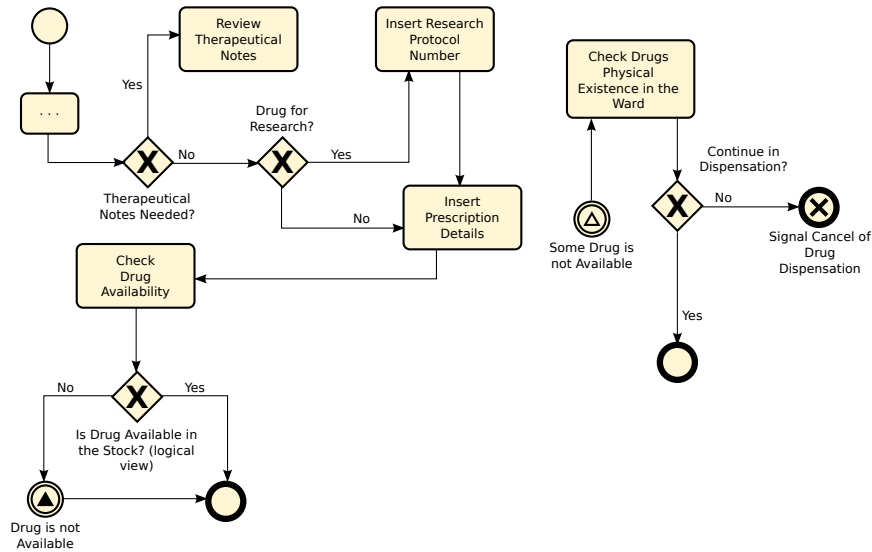 Review
Therapeutical
Notes
Insert Research
Protocol
Number
Check Drugs
Physical
Existence in the
Ward
Yes
. . .
Drug for
Research?
No
Yes
Therapeutical
Notes Needed?
Continue in
Dispensation?
No
Insert
Prescription
Details
No
Some Drug is
not Available
Signal Cancel of
Drug
Dispensation
Check
Drug
Availability
Yes
No
Yes
Is Drug Available in
the Stock? (logical
view)
Drug is not
Available